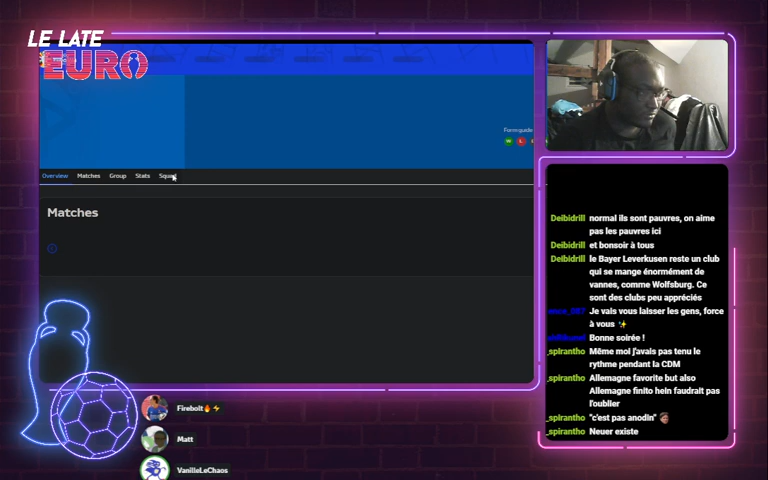 LE LATE
EURO
Formguide
W L
Overview Matches Group Stats Squad
Matches
Deibidrill normal ils sont pauvres, on aime
pas les pauvres ici
Deibidrill et bonsoir à tous
Deibidrill le Bayer Leverkusen reste un club
qui se mange énormément de
vannes, comme Wolfsburg. Ce
sont des clubs peu appréciés
Je vais vous laisser les gens, force
à vous ✨
Bonne soirée !
_spirantho Même moi j'avais pas tenu le
rythme pendant la CDM
_spirantho Allemagne favorite but also
Allemagne finito hein faudrait pas
l'oublier
_spirantho "c'est pas anodin"
_spirantho Neuer existe
Firebolt🔥⚡
Matt
VanilleLeChaos